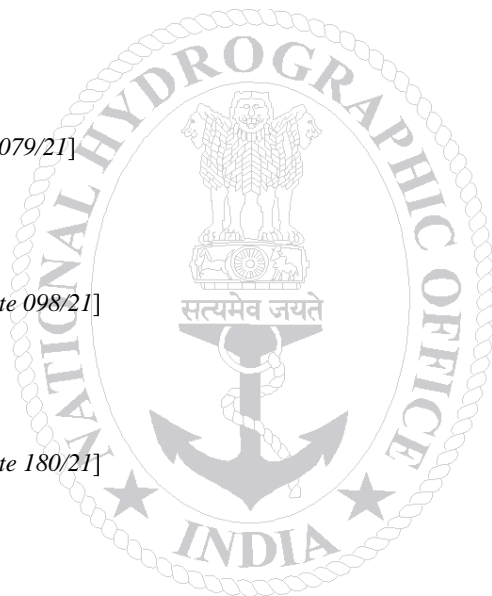 NATIONAL HYDROGRAPHIC OFFICE
079/21]
te 098/21]
सत्यमेव जयते
te 180/21]
INDIA